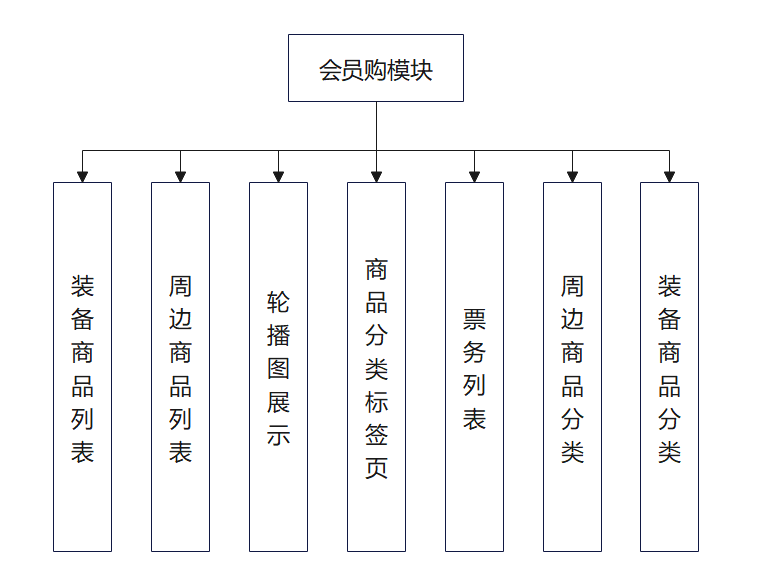 会员购模块
装备商品列表
周边商品列表
轮播图展示
商品分类标签页
票务列表
周边商品分类
装备商品分类